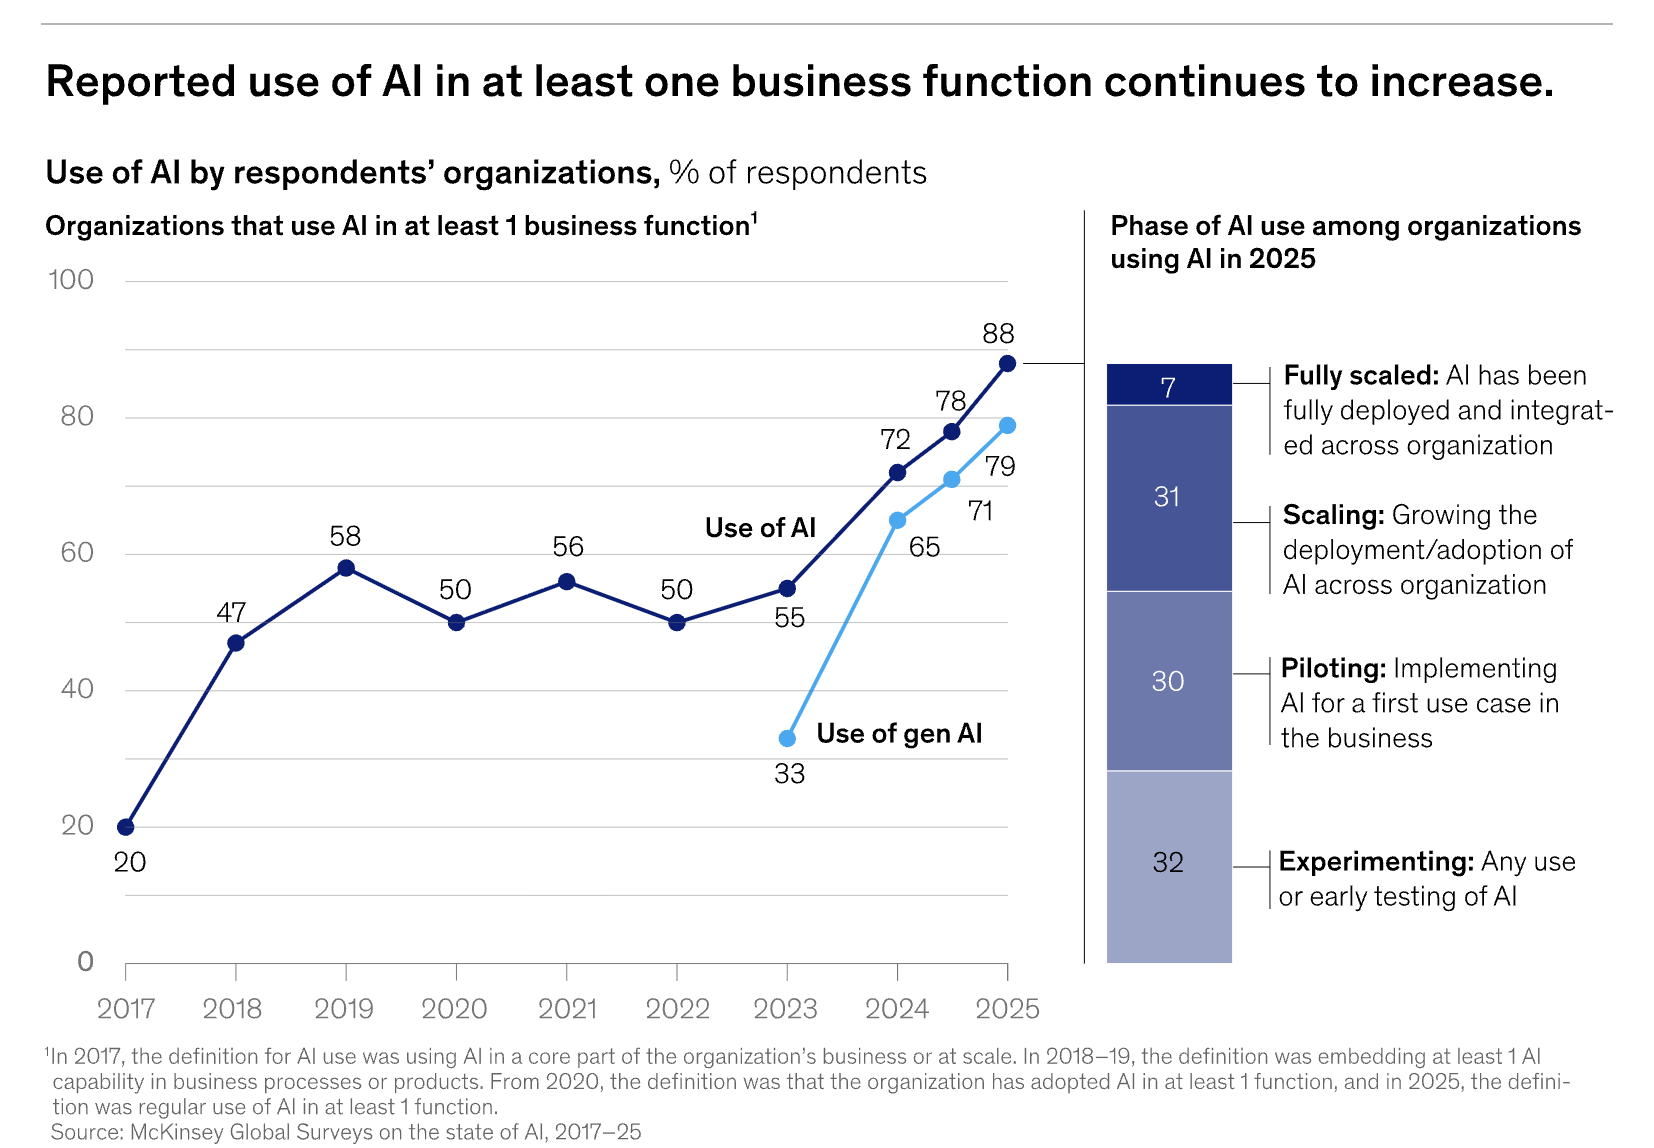 Reported use of AI in at least one business function continues to increase.
Use of AI by respondents’ organizations, % of respondents
Organizations that use AI in at least 1 business function¹
100
80
60
40
20
0
2017
2018
2019
2020
2021
2022
2023
2024
2025
Use of AI
20
47
58
50
56
50
55
72
78
88
Use of gen AI
33
65
71
79
Phase of AI use among organizations
using AI in 2025
7
Fully scaled: AI has been
fully deployed and integrat-
ed across organization
31
Scaling: Growing the
deployment/adoption of
AI across organization
30
Piloting: Implementing
AI for a first use case in
the business
32
Experimenting: Any use
or early testing of AI
¹In 2017, the definition for AI use was using AI in a core part of the organization’s business or at scale. In 2018–19, the definition was embedding at least 1 AI
capability in business processes or products. From 2020, the definition was that the organization has adopted AI in at least 1 function, and in 2025, the defini-
tion was regular use of AI in at least 1 function.
Source: McKinsey Global Surveys on the state of AI, 2017–25